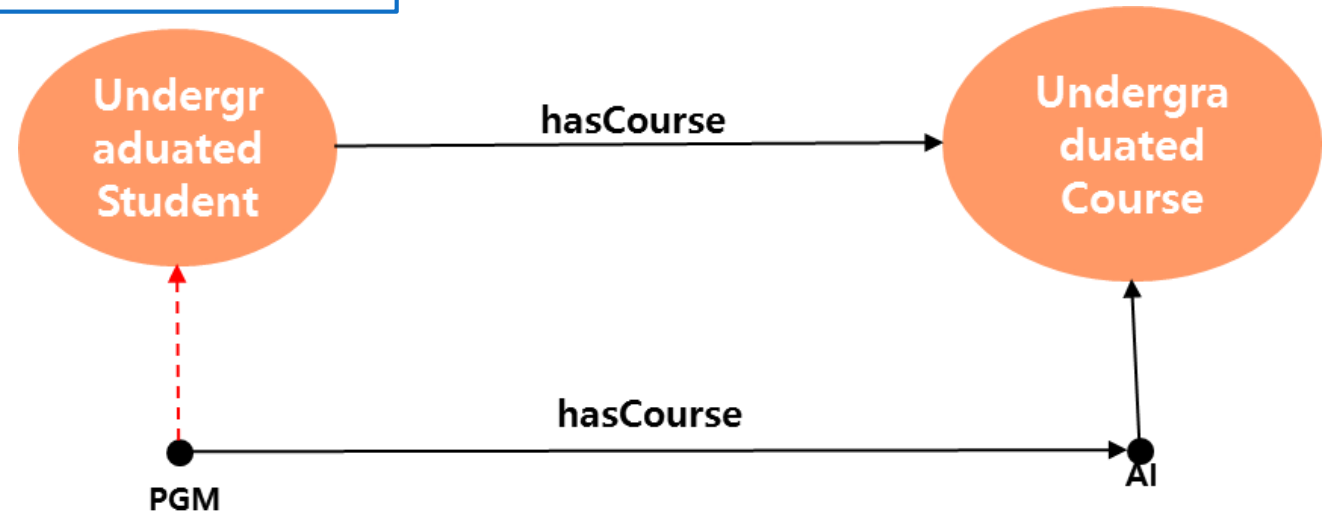 Undergr
aduated
Student
hasCourse
Undergra
duated
Course
hasCourse
PGM
AI